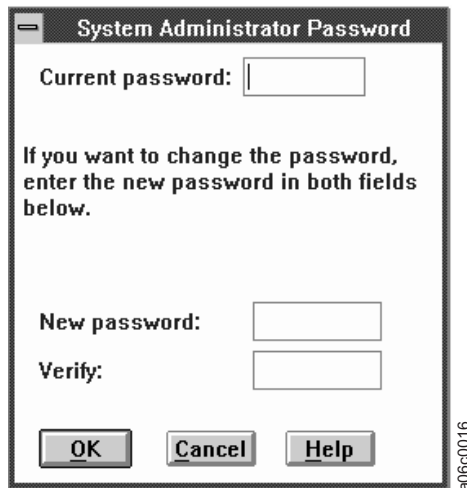 System Administrator Password
Current password:
If you want to change the password,
enter the new password in both fields
below.
New password:
Verify:
OK Cancel Help
a06c0016